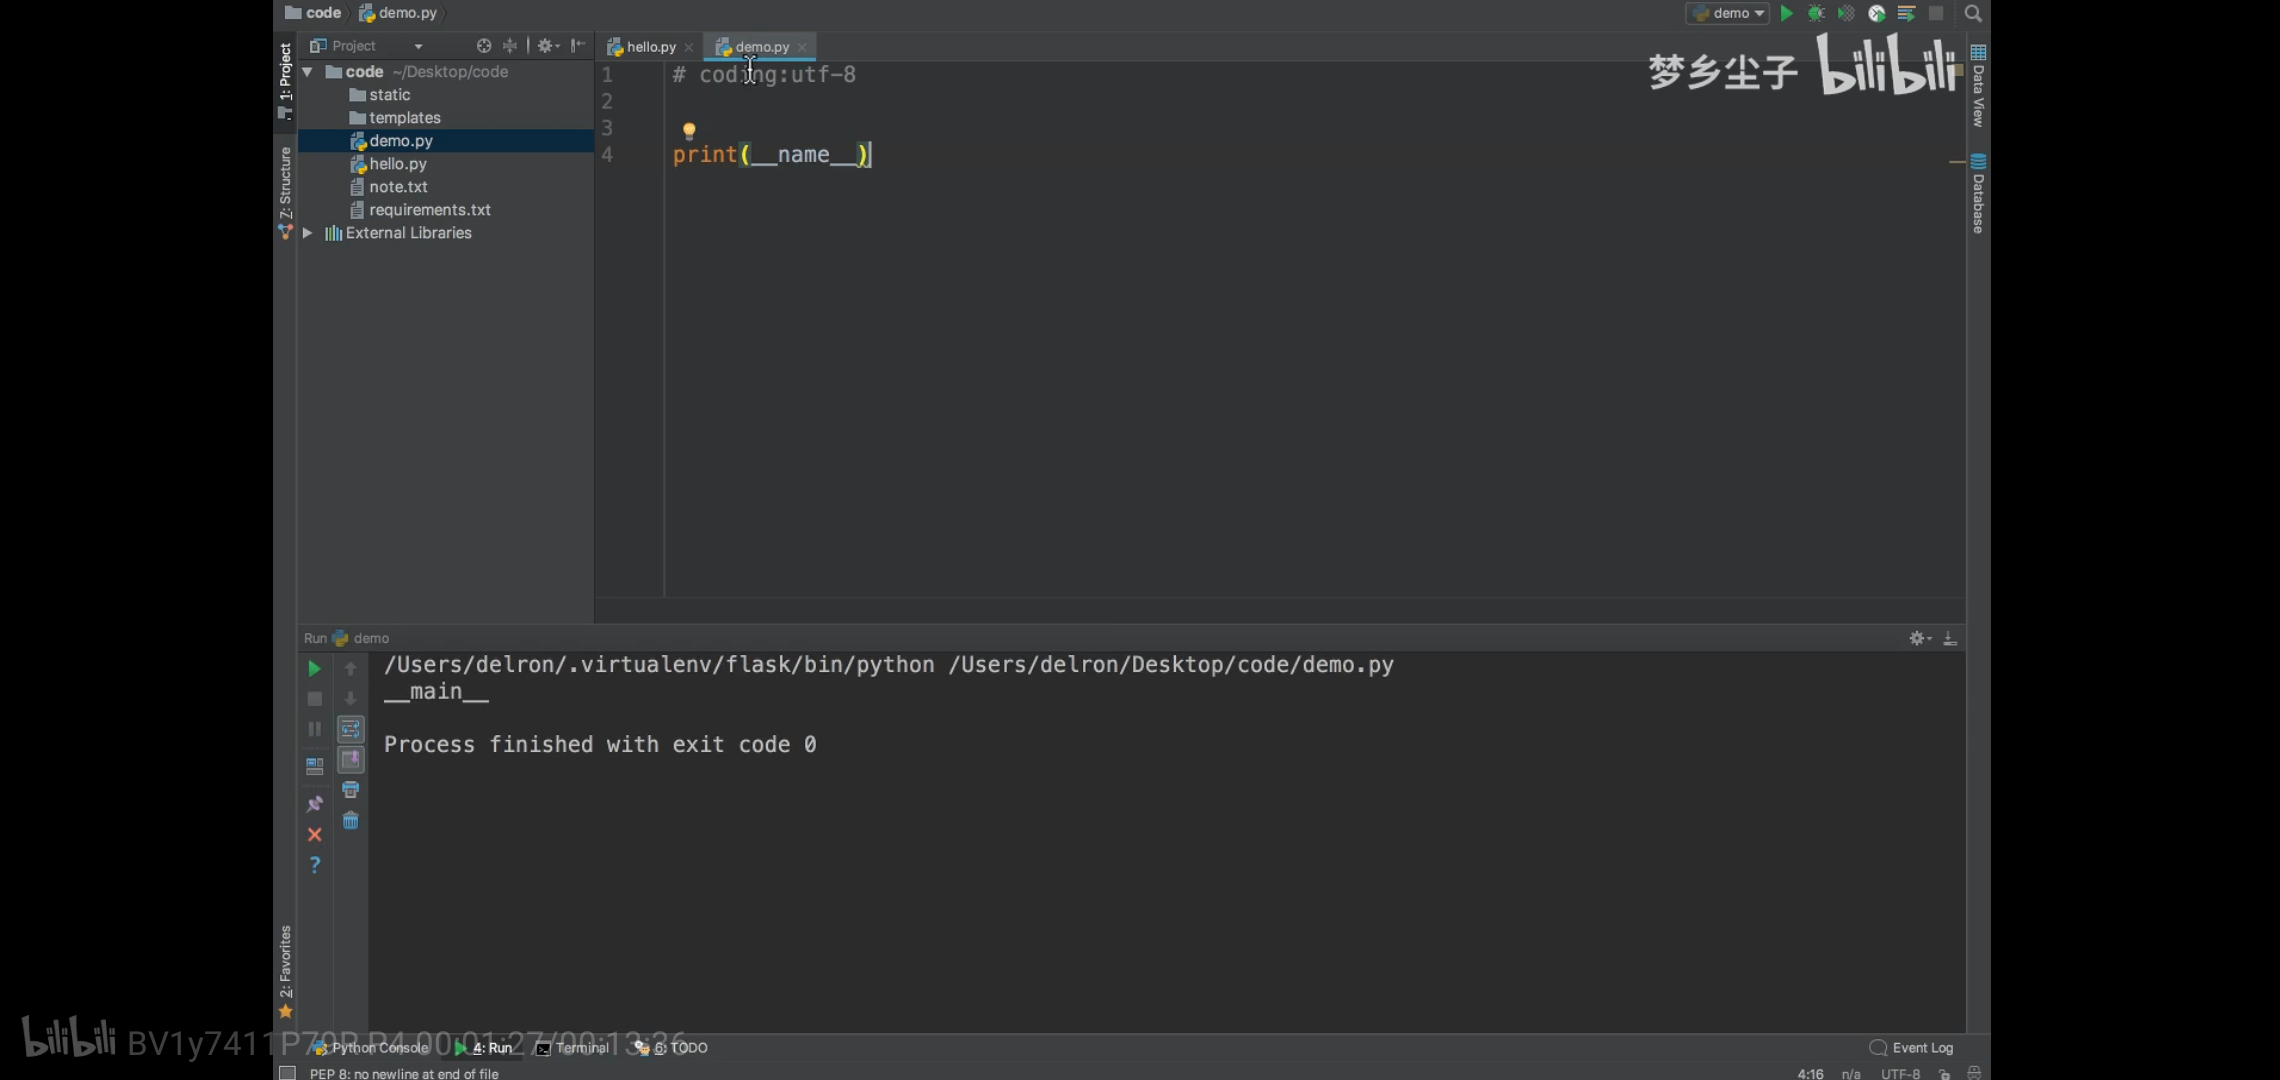 code demo.py
demo
1: Project
Project
hello.py
demo.py
梦乡尘子 bilibili
Data View
code ~/Desktop/code
static
templates
demo.py
hello.py
note.txt
requirements.txt
External Libraries
Z: Structure
1 # coding:utf-8
2
3
4 print(__name__)
Database
Run demo
/Users/delron/.virtualenv/flask/bin/python /Users/delron/Desktop/code/demo.py
__main__
Process finished with exit code 0
?
2: Favorites
bilibili BV1y7411P79R P4 00:01:27/00:13:36
Python Console 4: Run Terminal 6: TODO
Event Log
PEP 8: no newline at end of file
4:16 n/a UTF-8